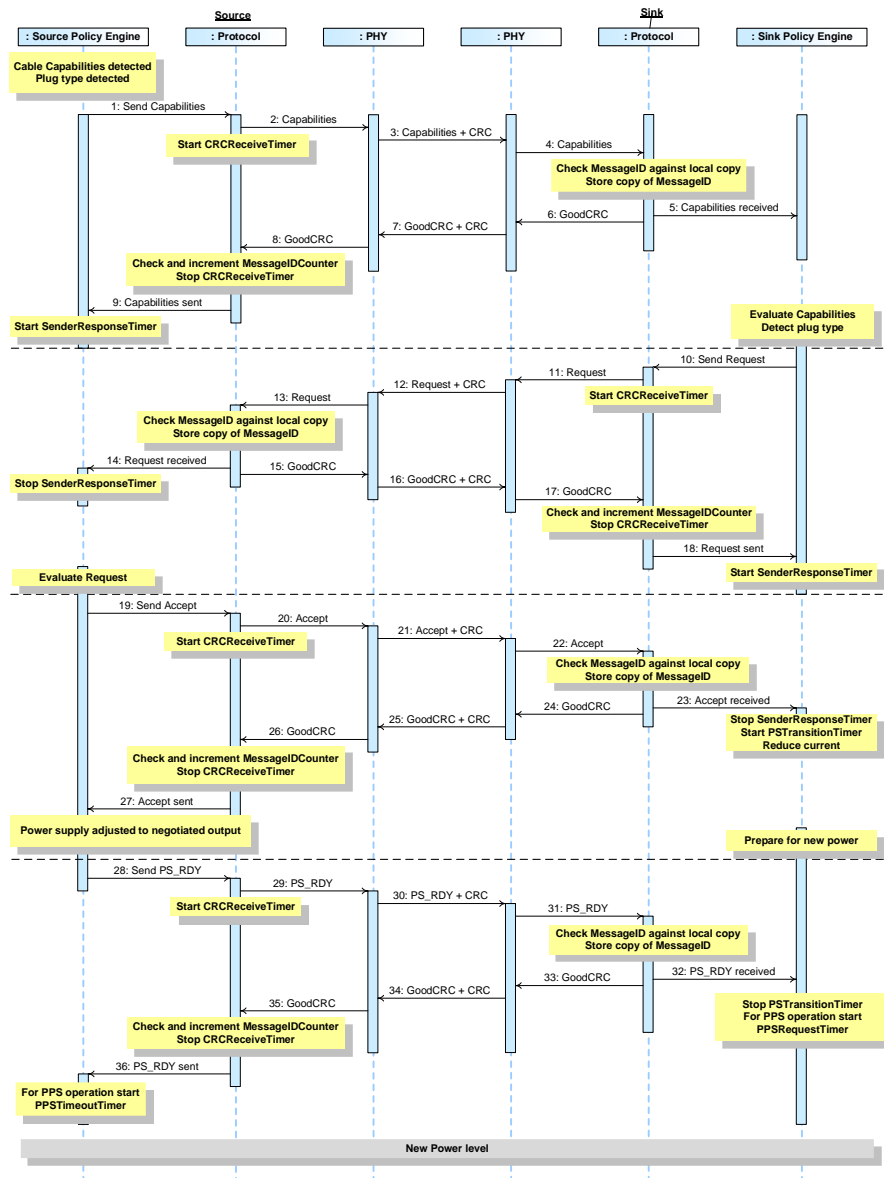 Source
Sink
: Source Policy Engine
: Protocol
: PHY
: PHY
: Protocol
: Sink Policy Engine
Cable Capabilities detected
Plug type detected
1: Send Capabilities
2: Capabilities
Start CRCReceiveTimer
3: Capabilities + CRC
4: Capabilities
Check MessageID against local copy
Store copy of MessageID
5: Capabilities received
6: GoodCRC
7: GoodCRC + CRC
8: GoodCRC
Check and increment MessageIDCounter
Stop CRCReceiveTimer
9: Capabilities sent
Start SenderResponseTimer
Evaluate Capabilities
Detect plug type
10: Send Request
11: Request
Start CRCReceiveTimer
12: Request + CRC
13: Request
Check MessageID against local copy
Store copy of MessageID
14: Request received
Stop SenderResponseTimer
15: GoodCRC
16: GoodCRC + CRC
17: GoodCRC
Check and increment MessageIDCounter
Stop CRCReceiveTimer
18: Request sent
Start SenderResponseTimer
Evaluate Request
19: Send Accept
20: Accept
Start CRCReceiveTimer
21: Accept + CRC
22: Accept
Check MessageID against local copy
Store copy of MessageID
23: Accept received
Stop SenderResponseTimer
Start PSTransitionTimer
Reduce current
24: GoodCRC
25: GoodCRC + CRC
26: GoodCRC
Check and increment MessageIDCounter
Stop CRCReceiveTimer
27: Accept sent
Power supply adjusted to negotiated output
Prepare for new power
28: Send PS_RDY
29: PS_RDY
Start CRCReceiveTimer
30: PS_RDY + CRC
31: PS_RDY
Check MessageID against local copy
Store copy of MessageID
32: PS_RDY received
33: GoodCRC
34: GoodCRC + CRC
35: GoodCRC
Stop PSTransitionTimer
For PPS operation start
PPSRequestTimer
Check and increment MessageIDCounter
Stop CRCReceiveTimer
36: PS_RDY sent
For PPS operation start
PPSTimeoutTimer
New Power level